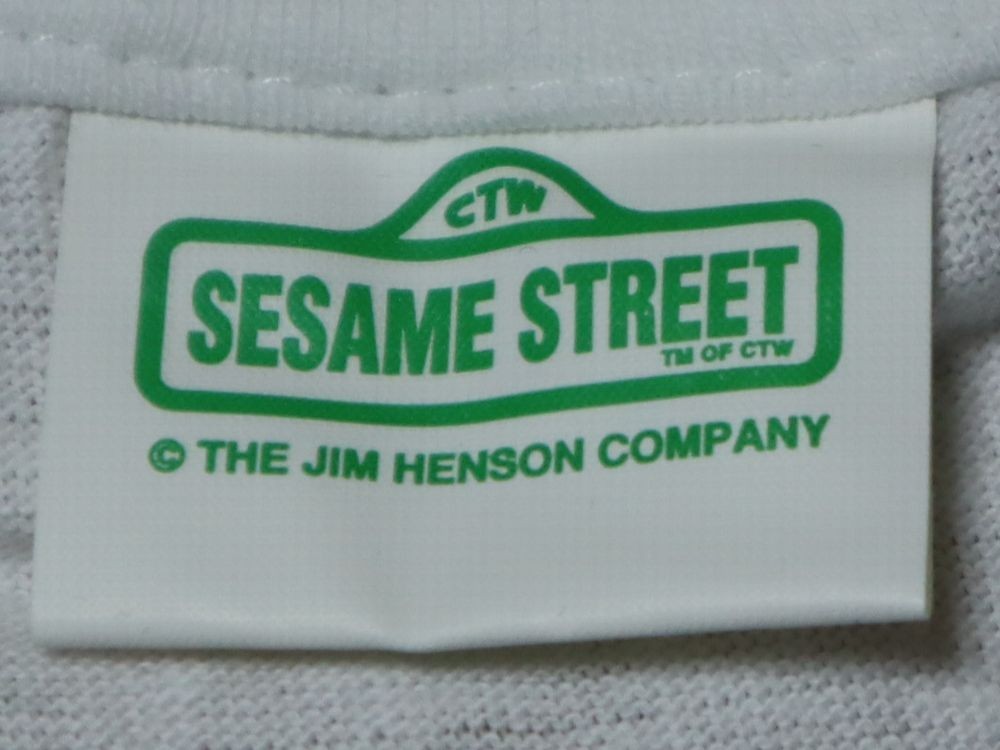 CTW
SESAME STREET
TM OF CTW
© THE JIM HENSON COMPANY